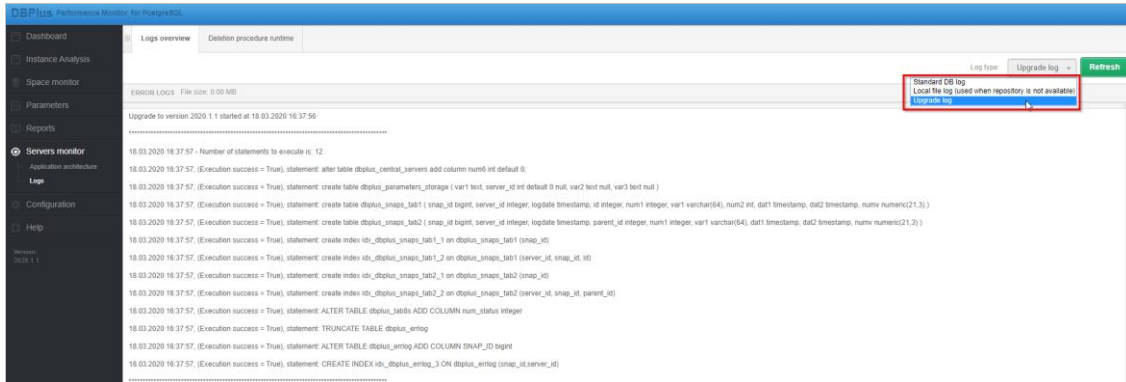 DBPlus Performance Monitor for PostgreSQL
Dashboard
Instance Analysis
Space monitor
Parameters
Reports
Servers monitor
Application architecture
Logs
Configuration
Help
Version:
2020.1.1
Logs overview Deletion procedure runtime
Log type: Upgrade log Refresh
Standard DB log
Local file log (used when repository is not available)
Upgrade log
ERROR LOGS File size: 0.00 MB
Upgrade to version 2020.1.1 started at 18.03.2020 16:37:56
18.03.2020 16:37:57 - Number of statements to execute is: 12
18.03.2020 16:37:57, (Execution success = True), statement: alter table dbplus_central_servers add column num6 int default 0;
18.03.2020 16:37:57, (Execution success = True), statement: create table dbplus_parameters_storage ( var1 text, server_id int default 0 null, var2 text null, var3 text null )
18.03.2020 16:37:57, (Execution success = True), statement: create table dbplus_snaps_tab1 ( snap_id bigint, server_id integer, logdate timestamp, id integer, num1 integer, var1 varchar(64), num2 int, dat1 timestamp, dat2 timestamp, numv numeric(21,3) )
18.03.2020 16:37:57, (Execution success = True), statement: create table dbplus_snaps_tab2 ( snap_id bigint, server_id integer, logdate timestamp, parent_id integer, num1 integer, var1 varchar(64), dat1 timestamp, dat2 timestamp, numv numeric(21,3) )
18.03.2020 16:37:57, (Execution success = True), statement: create index idx_dbplus_snaps_tab1_1 on dbplus_snaps_tab1 (snap_id)
18.03.2020 16:37:57, (Execution success = True), statement: create index idx_dbplus_snaps_tab1_2 on dbplus_snaps_tab1 (server_id, snap_id, id)
18.03.2020 16:37:57, (Execution success = True), statement: create index idx_dbplus_snaps_tab2_1 on dbplus_snaps_tab2 (snap_id)
18.03.2020 16:37:57, (Execution success = True), statement: create index idx_dbplus_snaps_tab2_2 on dbplus_snaps_tab2 (server_id, snap_id, parent_id)
18.03.2020 16:37:57, (Execution success = True), statement: ALTER TABLE dbplus_tab8s ADD COLUMN num_status integer
18.03.2020 16:37:57, (Execution success = True), statement: TRUNCATE TABLE dbplus_errlog
18.03.2020 16:37:57, (Execution success = True), statement: ALTER TABLE dbplus_errlog ADD COLUMN SNAP_ID bigint
18.03.2020 16:37:57, (Execution success = True), statement: CREATE INDEX idx_dbplus_errlog_3 ON dbplus_errlog (snap_id,server_id)